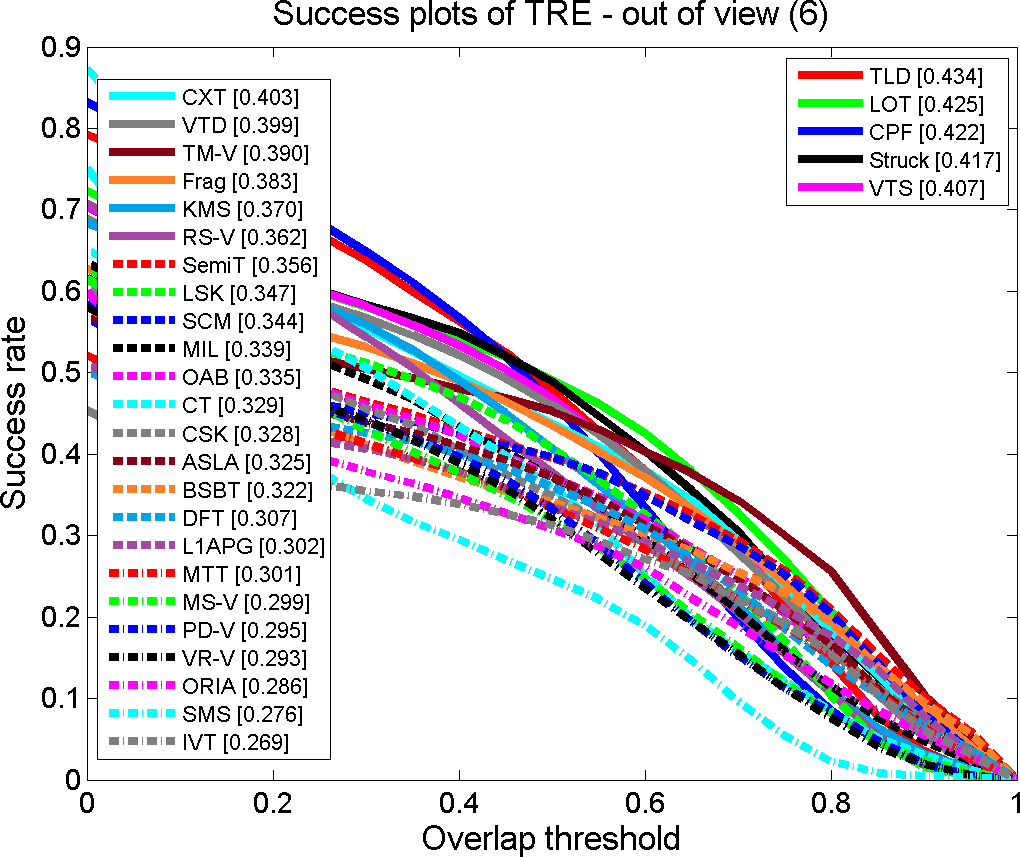 Success plots of TRE - out of view (6)
Success rate
0.9
0.8
0.7
0.6
0.5
0.4
0.3
0.2
0.1
0
CXT [0.403]
VTD [0.399]
TM-V [0.390]
Frag [0.383]
KMS [0.370]
RS-V [0.362]
SemiT [0.356]
LSK [0.347]
SCM [0.344]
MIL [0.339]
OAB [0.335]
CT [0.329]
CSK [0.328]
ASLA [0.325]
BSBT [0.322]
DFT [0.307]
L1APG [0.302]
MTT [0.301]
MS-V [0.299]
PD-V [0.295]
VR-V [0.293]
ORIA [0.286]
SMS [0.276]
IVT [0.269]
TLD [0.434]
LOT [0.425]
CPF [0.422]
Struck [0.417]
VTS [0.407]
0 0.2 0.4 0.6 0.8 1
Overlap threshold